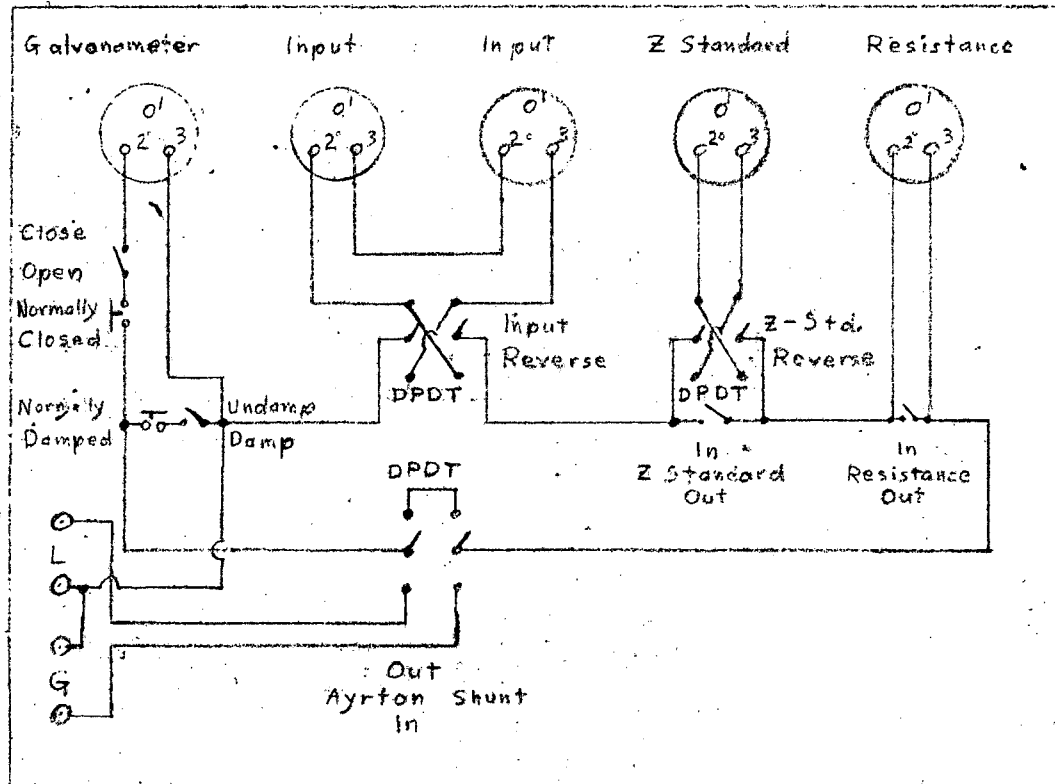 Galvanometer
Input
Input
Z Standard
Resistance
1
2 3
1
2 3
1
2 3
1
2 3
1
2 3
Close
Open
Normally
Closed
Input
Reverse
DPDT
Z-Std.
Reverse
DPDT
Normally
Damped
Undamp
Damp
In
Z Standard
Out
In
Resistance
Out
DPDT
L
G
Out
Ayrton Shunt
In